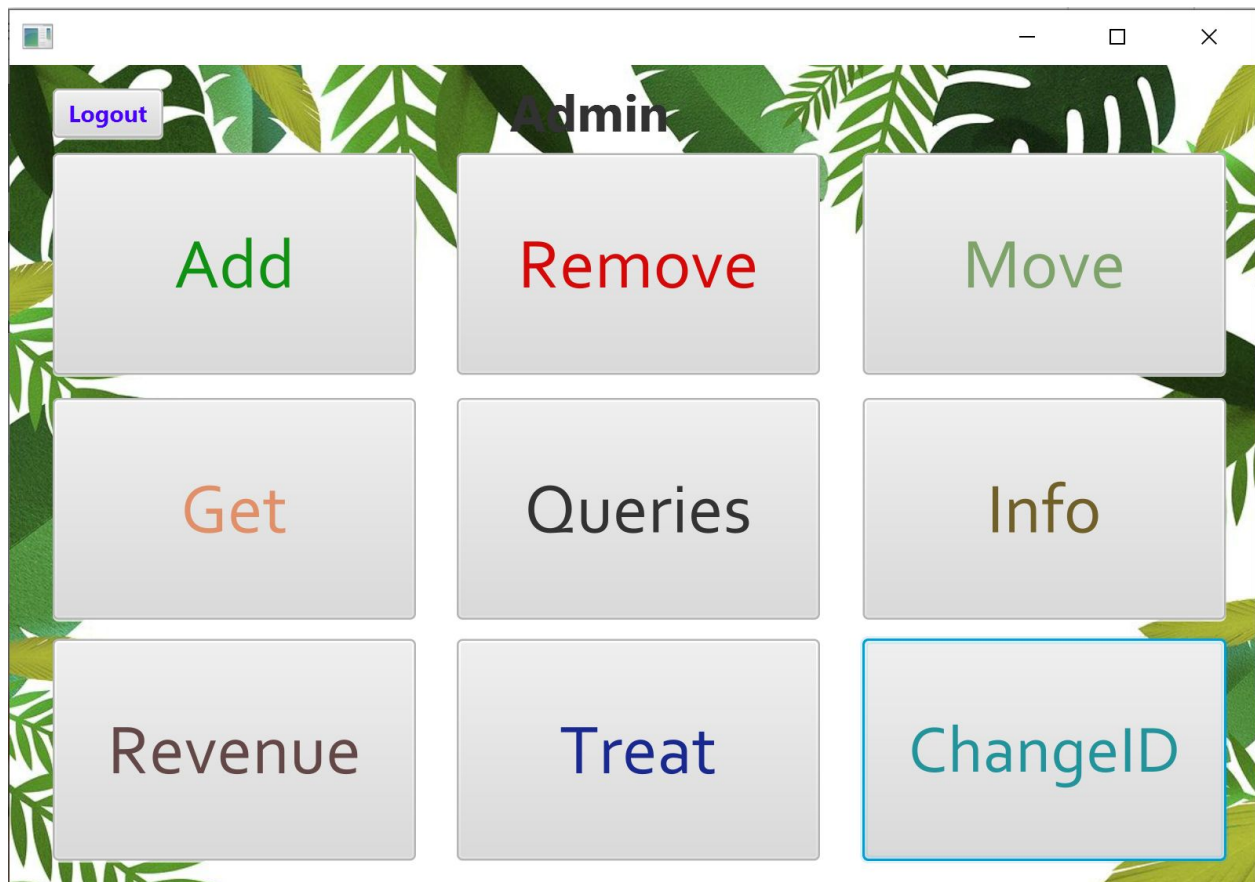 Logout
Admin
Add
Remove
Move
Get
Queries
Info
Revenue
Treat
ChangeID